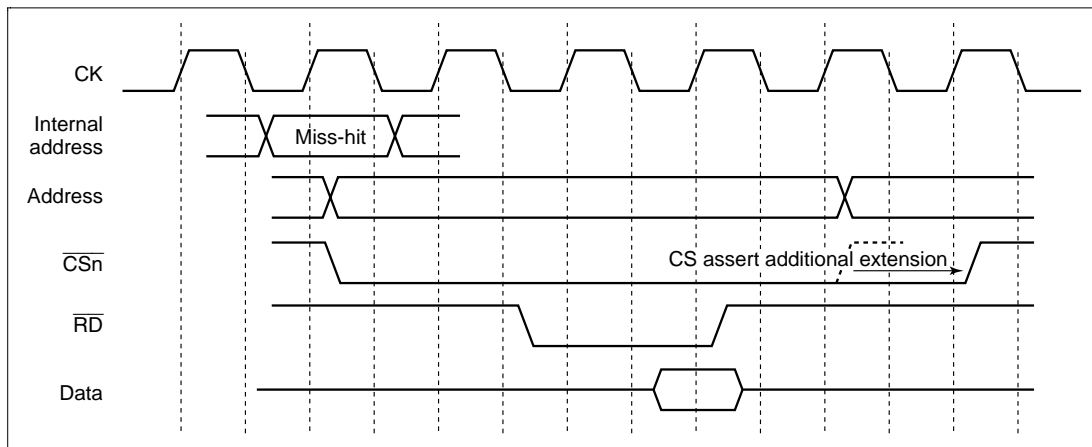 CK
Internal
address
Miss-hit
Address
CSn
CS assert additional extension
RD
Data